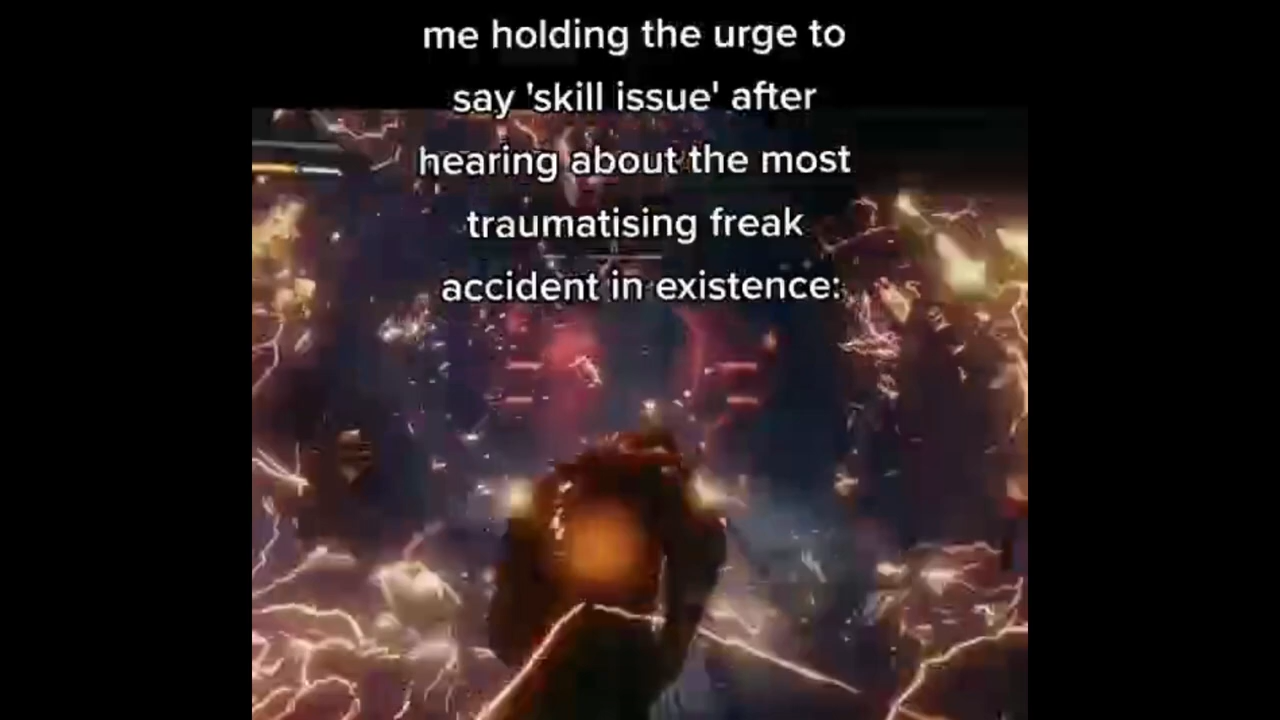 me holding the urge to
say 'skill issue' after
hearing about the most
traumatising freak
accident in existence: